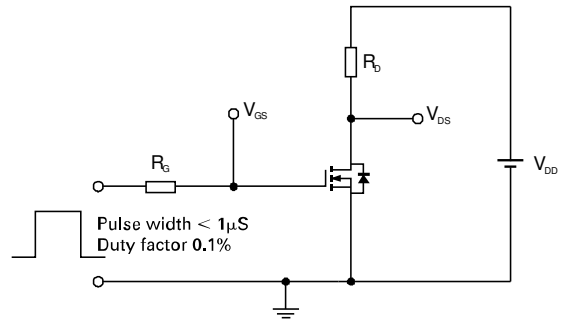 R_D
V_GS
V_DS
R_G
V_DD
Pulse width < 1μS
Duty factor 0.1%